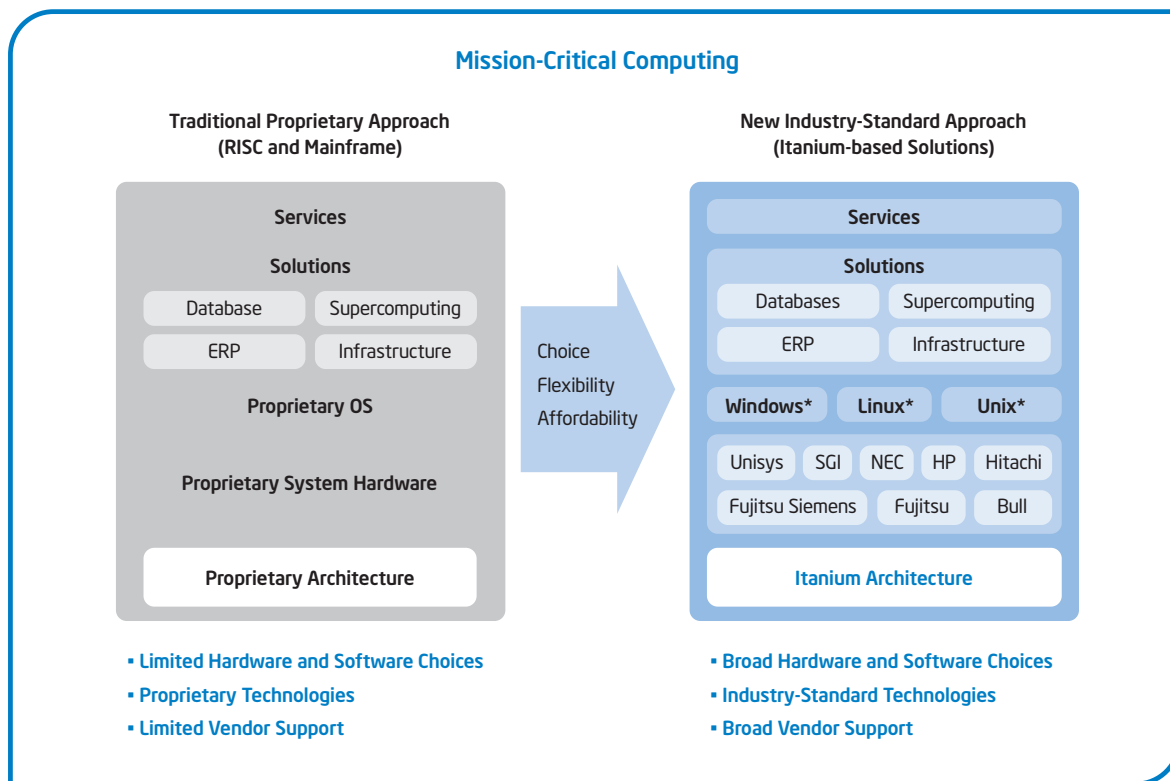 Mission-Critical Computing
Traditional Proprietary Approach
(RISC and Mainframe)
Services
Solutions
Database
Supercomputing
ERP
Infrastructure
Proprietary OS
Proprietary System Hardware
Proprietary Architecture
▪ Limited Hardware and Software Choices
▪ Proprietary Technologies
▪ Limited Vendor Support
Choice
Flexibility
Affordability
New Industry-Standard Approach
(Itanium-based Solutions)
Services
Solutions
Databases
Supercomputing
ERP
Infrastructure
Windows*
Linux*
Unix*
Unisys
SGI
NEC
HP
Hitachi
Fujitsu Siemens
Fujitsu
Bull
Itanium Architecture
▪ Broad Hardware and Software Choices
▪ Industry-Standard Technologies
▪ Broad Vendor Support